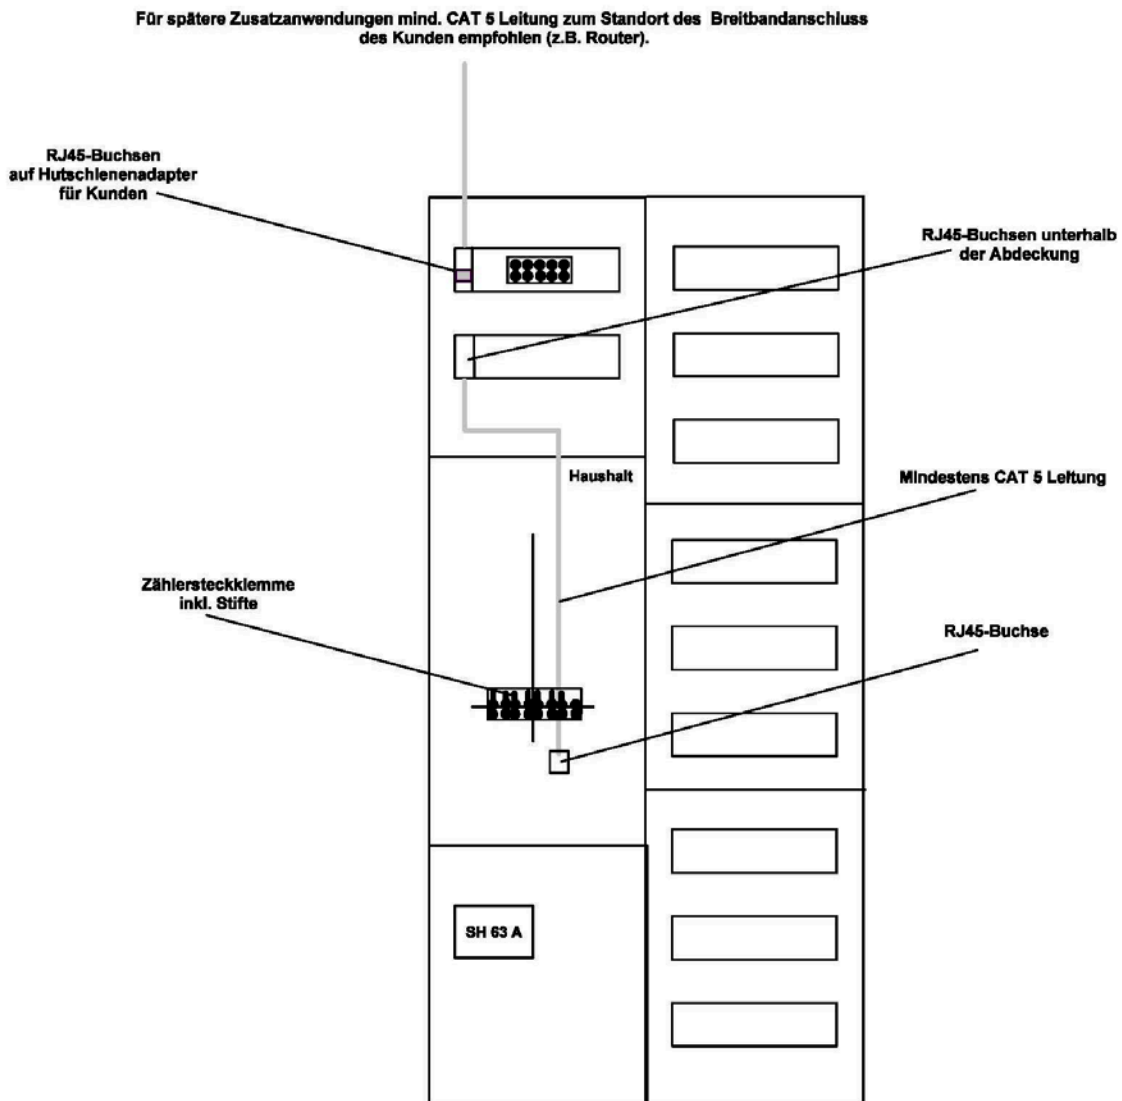 Für spätere Zusatzanwendungen mind. CAT 5 Leitung zum Standort des Breitbandanschluss
des Kunden empfohlen (z.B. Router).
RJ45-Buchsen
auf Hutschienenadapter
für Kunden
RJ45-Buchsen unterhalb
der Abdeckung
Haushalt
Mindestens CAT 5 Leitung
Zählersteckklemme
inkl. Stifte
RJ45-Buchse
SH 63 A